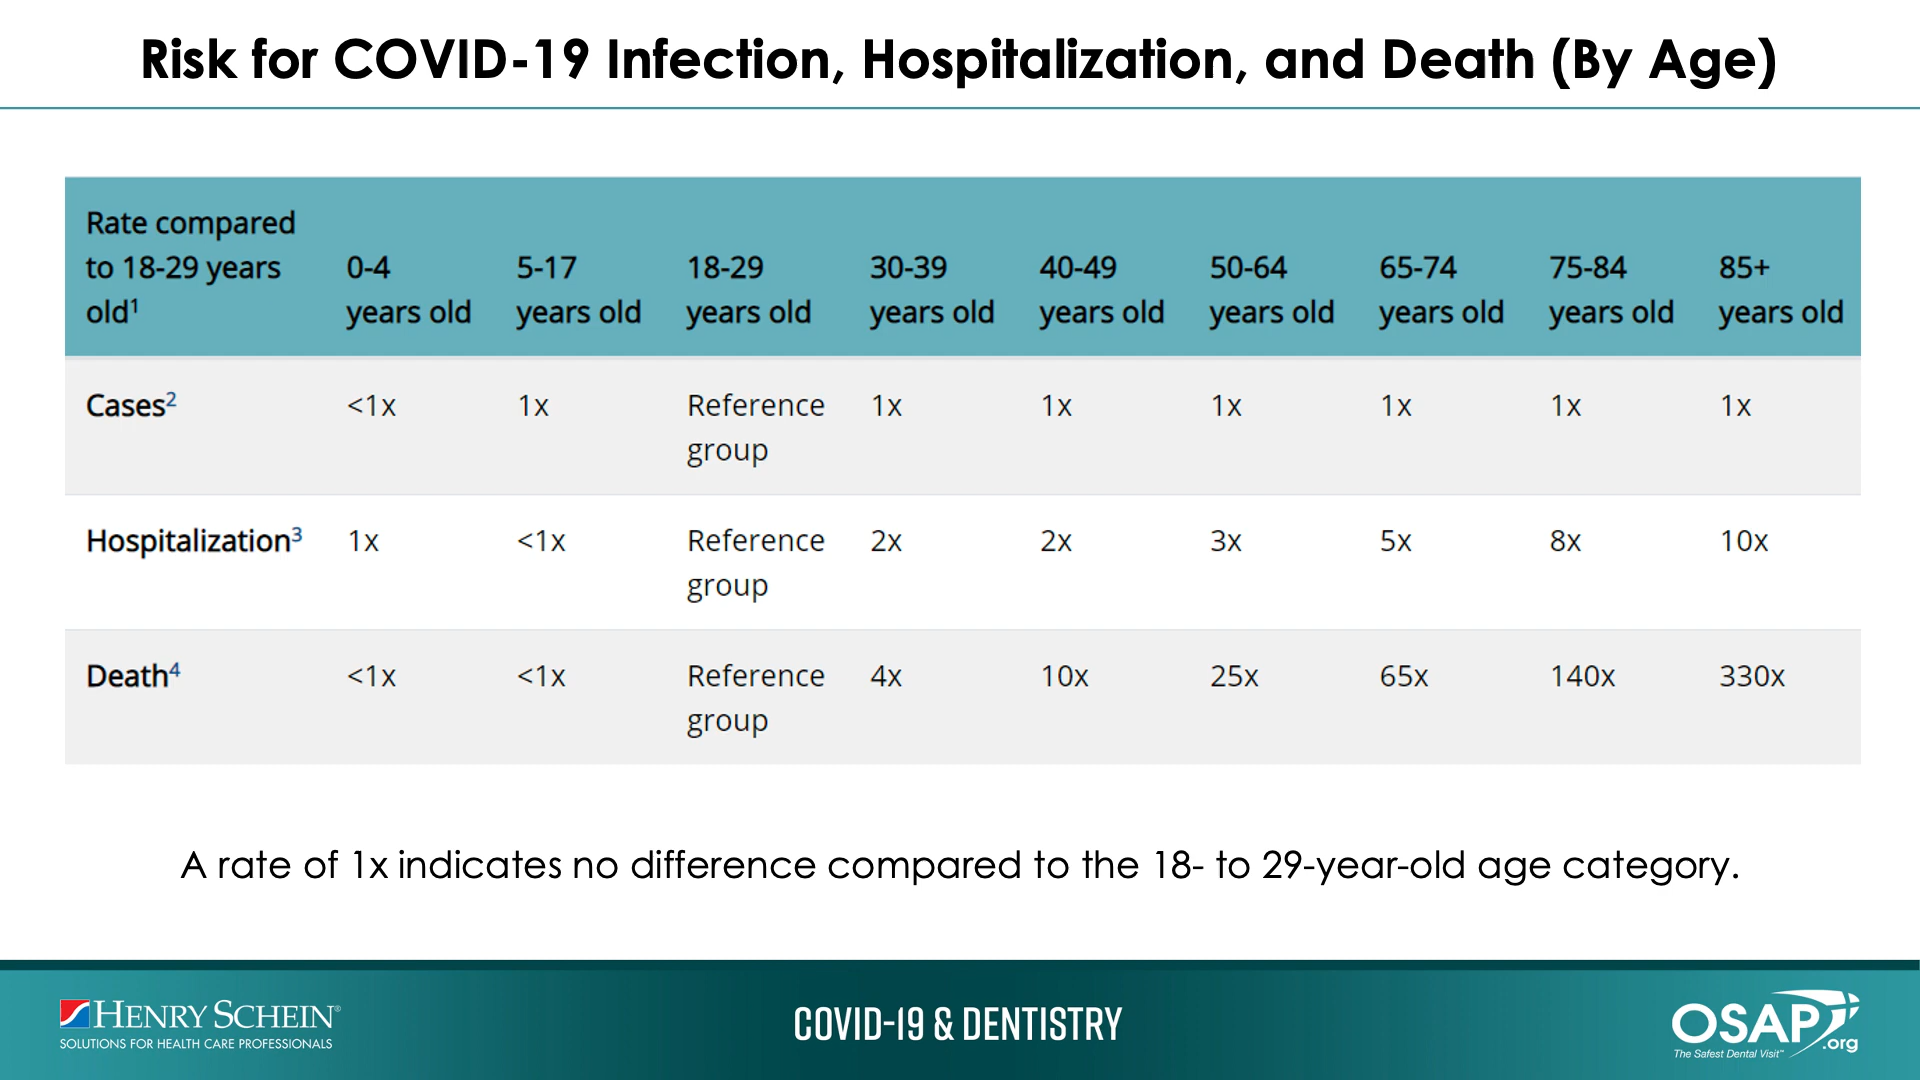 Risk for COVID-19 Infection, Hospitalization, and Death (By Age)
Rate compared
to 18-29 years
old¹
0-4
years old
5-17
years old
18-29
years old
30-39
years old
40-49
years old
50-64
years old
65-74
years old
75-84
years old
85+
years old
Cases² <1x 1x Reference 1x 1x 1x 1x 1x 1x
group
Hospitalization³ 1x <1x Reference 2x 2x 3x 5x 8x 10x
group
Death⁴ <1x <1x Reference 4x 10x 25x 65x 140x 330x
group
A rate of 1x indicates no difference compared to the 18- to 29-year-old age category.
HENRY SCHEIN®
SOLUTIONS FOR HEALTH CARE PROFESSIONALS
COVID-19 & DENTISTRY
OSAP
.org
The Safest Dental Visit™